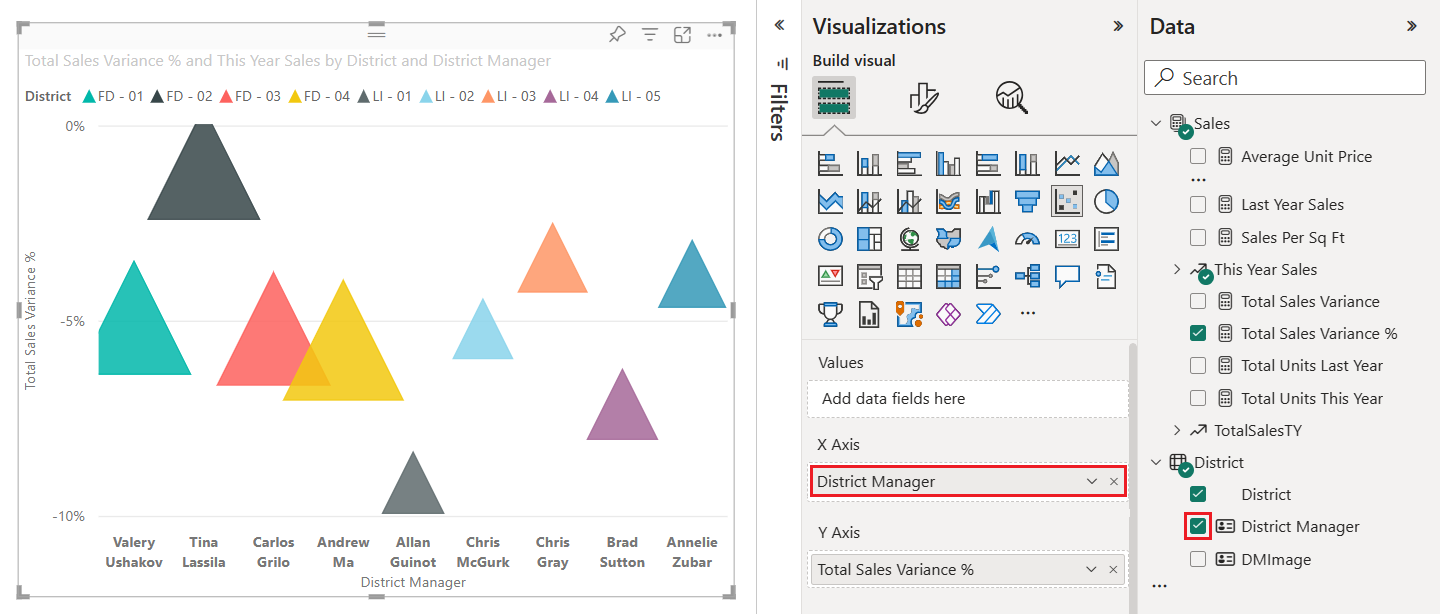 Total Sales Variance % and This Year Sales by District and District Manager
District FD - 01 FD - 02 FD - 03 FD - 04 LI - 01 LI - 02 LI - 03 LI - 04 LI - 05
0%
-5%
-10%
Total Sales Variance %
Valery Ushakov
Tina Lassila
Carlos Grilo
Andrew Ma
Allan Guinot
Chris McGurk
Chris Gray
Brad Sutton
Annelie Zubar
District Manager
Filters
Visualizations
Build visual
123
Values
Add data fields here
X Axis
District Manager
Y Axis
Total Sales Variance %
Data
Search
Sales
Average Unit Price
...
Last Year Sales
Sales Per Sq Ft
This Year Sales
Total Sales Variance
Total Sales Variance %
Total Units Last Year
Total Units This Year
TotalSalesTY
District
District
District Manager
DMImage
...